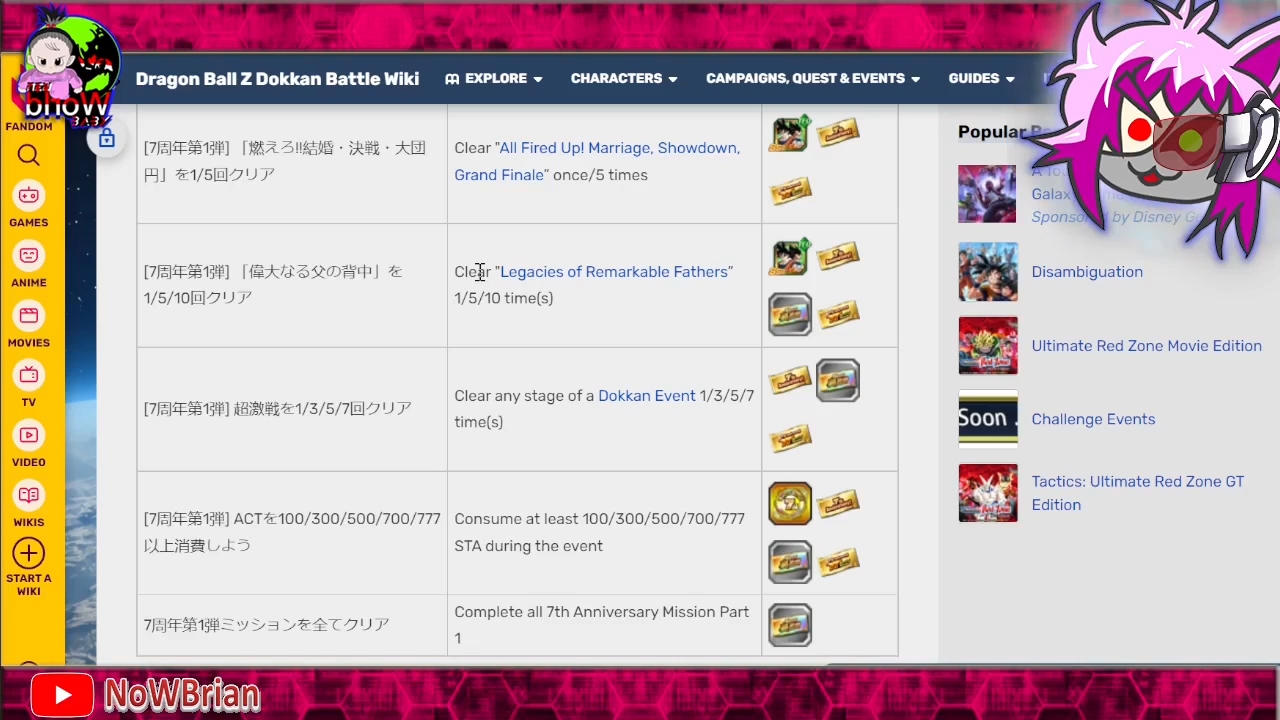 Dragon Ball Z Dokkan Battle Wiki
EXPLORE
CHARACTERS
CAMPAIGNS, QUEST & EVENTS
GUIDES
bhoW
BABY
FANDOM
GAMES
ANIME
MOVIES
TV
VIDEO
WIKIS
START A
WIKI
[7周年第1弾] 「燃えろ!!結婚・決戦・大団
円」を1/5回クリア
Clear "All Fired Up! Marriage, Showdown,
Grand Finale" once/5 times
[7周年第1弾] 「偉大なる父の背中」を
1/5/10回クリア
Clear "Legacies of Remarkable Fathers"
1/5/10 time(s)
[7周年第1弾] 超激戦を1/3/5/7回クリア
Clear any stage of a Dokkan Event 1/3/5/7
time(s)
[7周年第1弾] ACTを100/300/500/700/777
以上消費しよう
Consume at least 100/300/500/700/777
STA during the event
7周年第1弾ミッションを全てクリア
Complete all 7th Anniversary Mission Part
1
Popular
Galax
Sponsored by Disney
Disambiguation
Ultimate Red Zone Movie Edition
Soon .
Challenge Events
Tactics: Ultimate Red Zone GT
Edition
NoWBrian